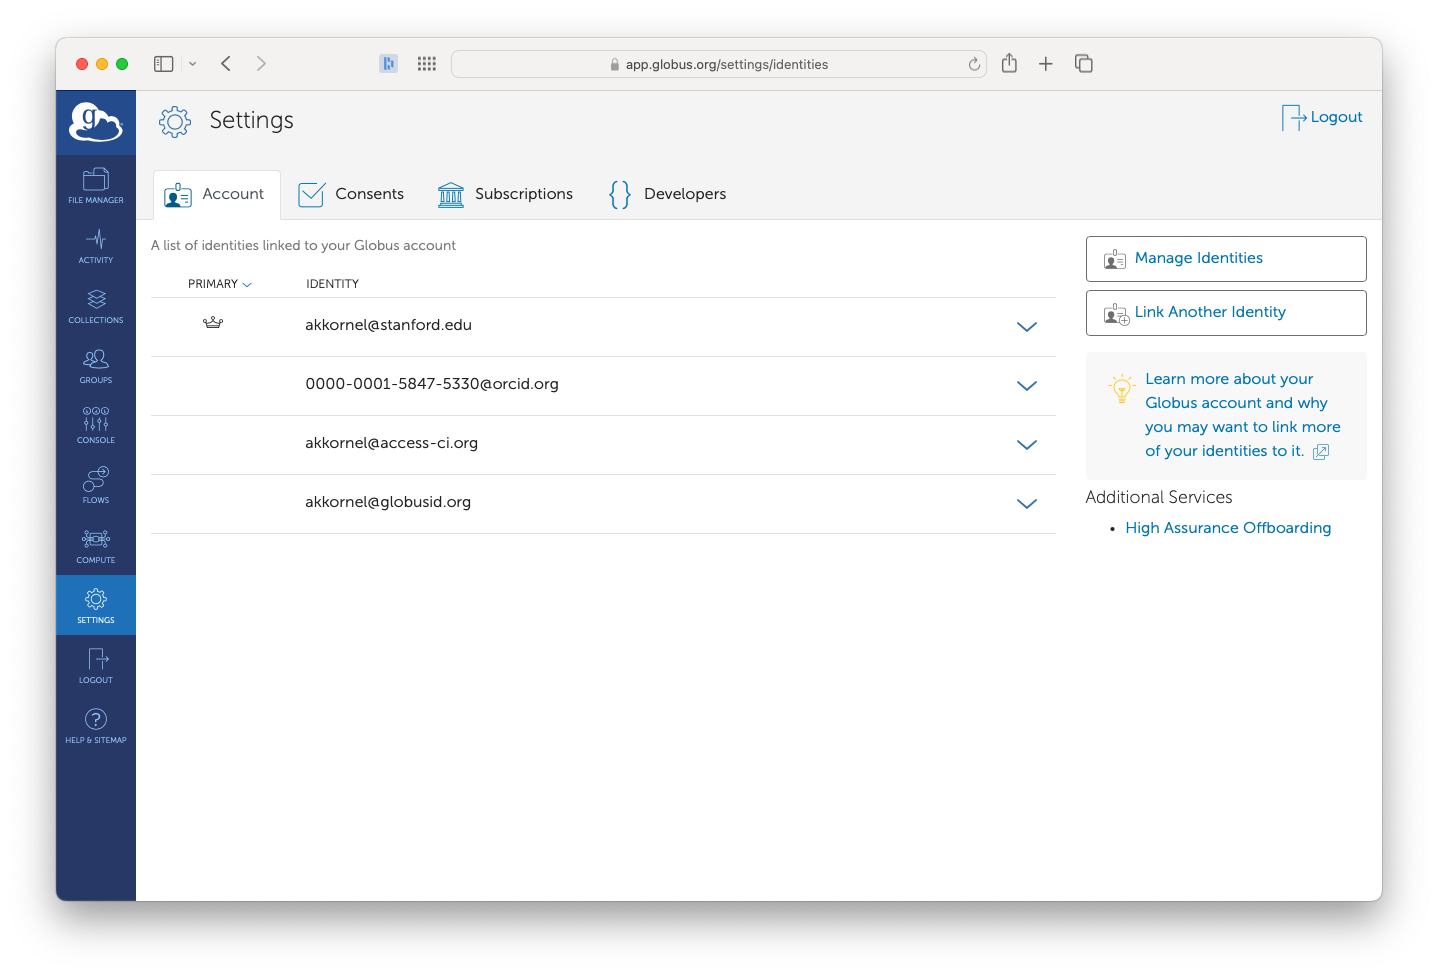 app.globus.org/settings/identities
g
Settings
Logout
FILE MANAGER
ACTIVITY
COLLECTIONS
GROUPS
CONSOLE
FLOWS
COMPUTE
SETTINGS
LOGOUT
HELP & SITEMAP
Account
Consents
Subscriptions
Developers
A list of identities linked to your Globus account
PRIMARY
IDENTITY
akkornel@stanford.edu
0000-0001-5847-5330@orcid.org
akkornel@access-ci.org
akkornel@globusid.org
Manage Identities
Link Another Identity
Learn more about your
Globus account and why
you may want to link more
of your identities to it.
Additional Services
• High Assurance Offboarding